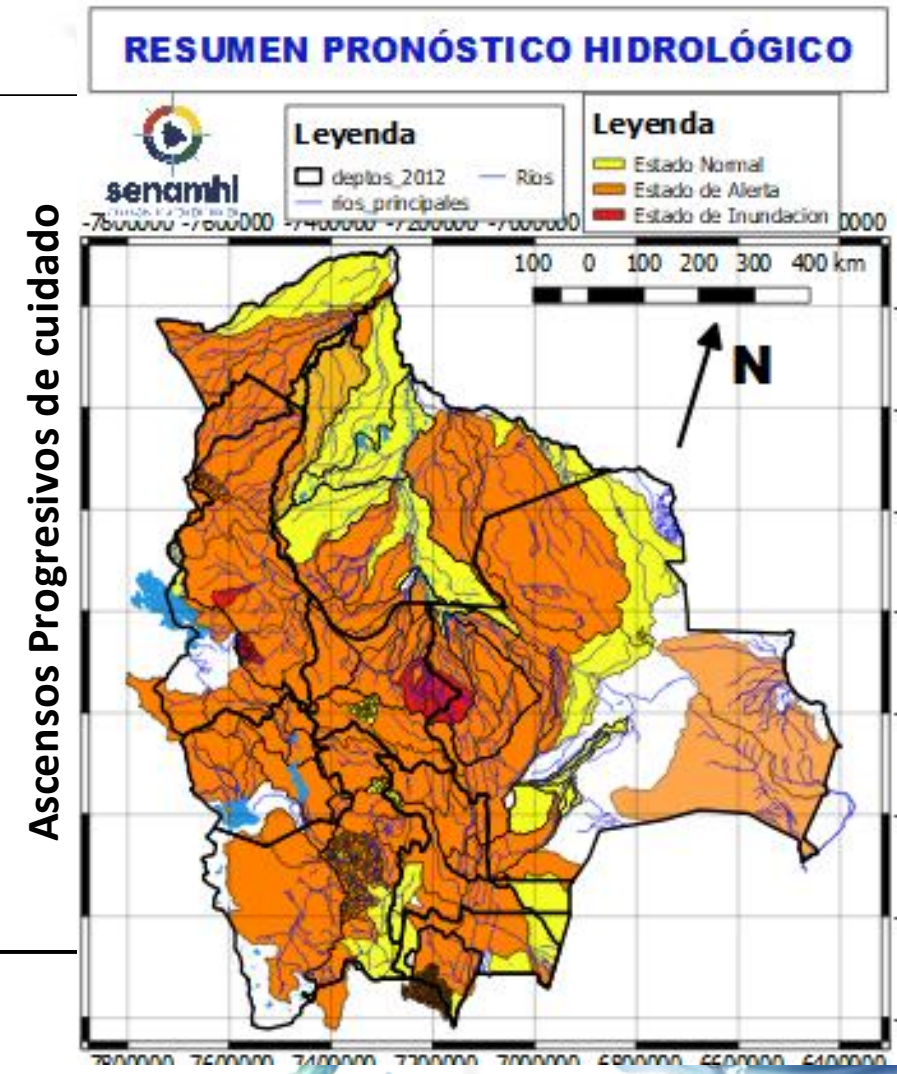 RESUMEN PRONÓSTICO HIDROLÓGICO
Ascensos Progresivos de cuidado
senamhi
Leyenda
deptos_2012
Rios
rios_principales
Leyenda
Estado Normal
Estado de Alerta
Estado de Inundacion
-7800000 -7600000 -7400000 -7200000 -7000000
100 0 100 200 300 400 km
N